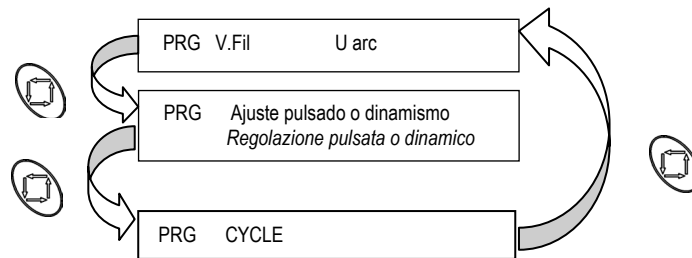 PRG V.Fil U arc
PRG Ajuste pulsado o dinamismo
Regolazione pulsata o dinamico
PRG CYCLE